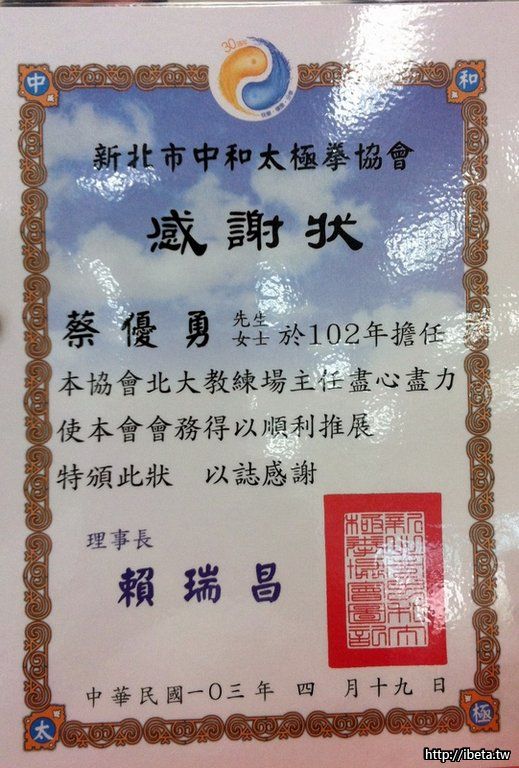 30
中
和
新北市中和太極拳協會
感謝狀
蔡優勇 先生 女士 於102年擔任
本協會北大教練場主任盡心盡力
使本會會務得以順利推展
特頒此狀 以誌感謝
理事長
賴瑞昌
中華民國一〇三年 四 月十九 日
太
極
http://ibeta.tw